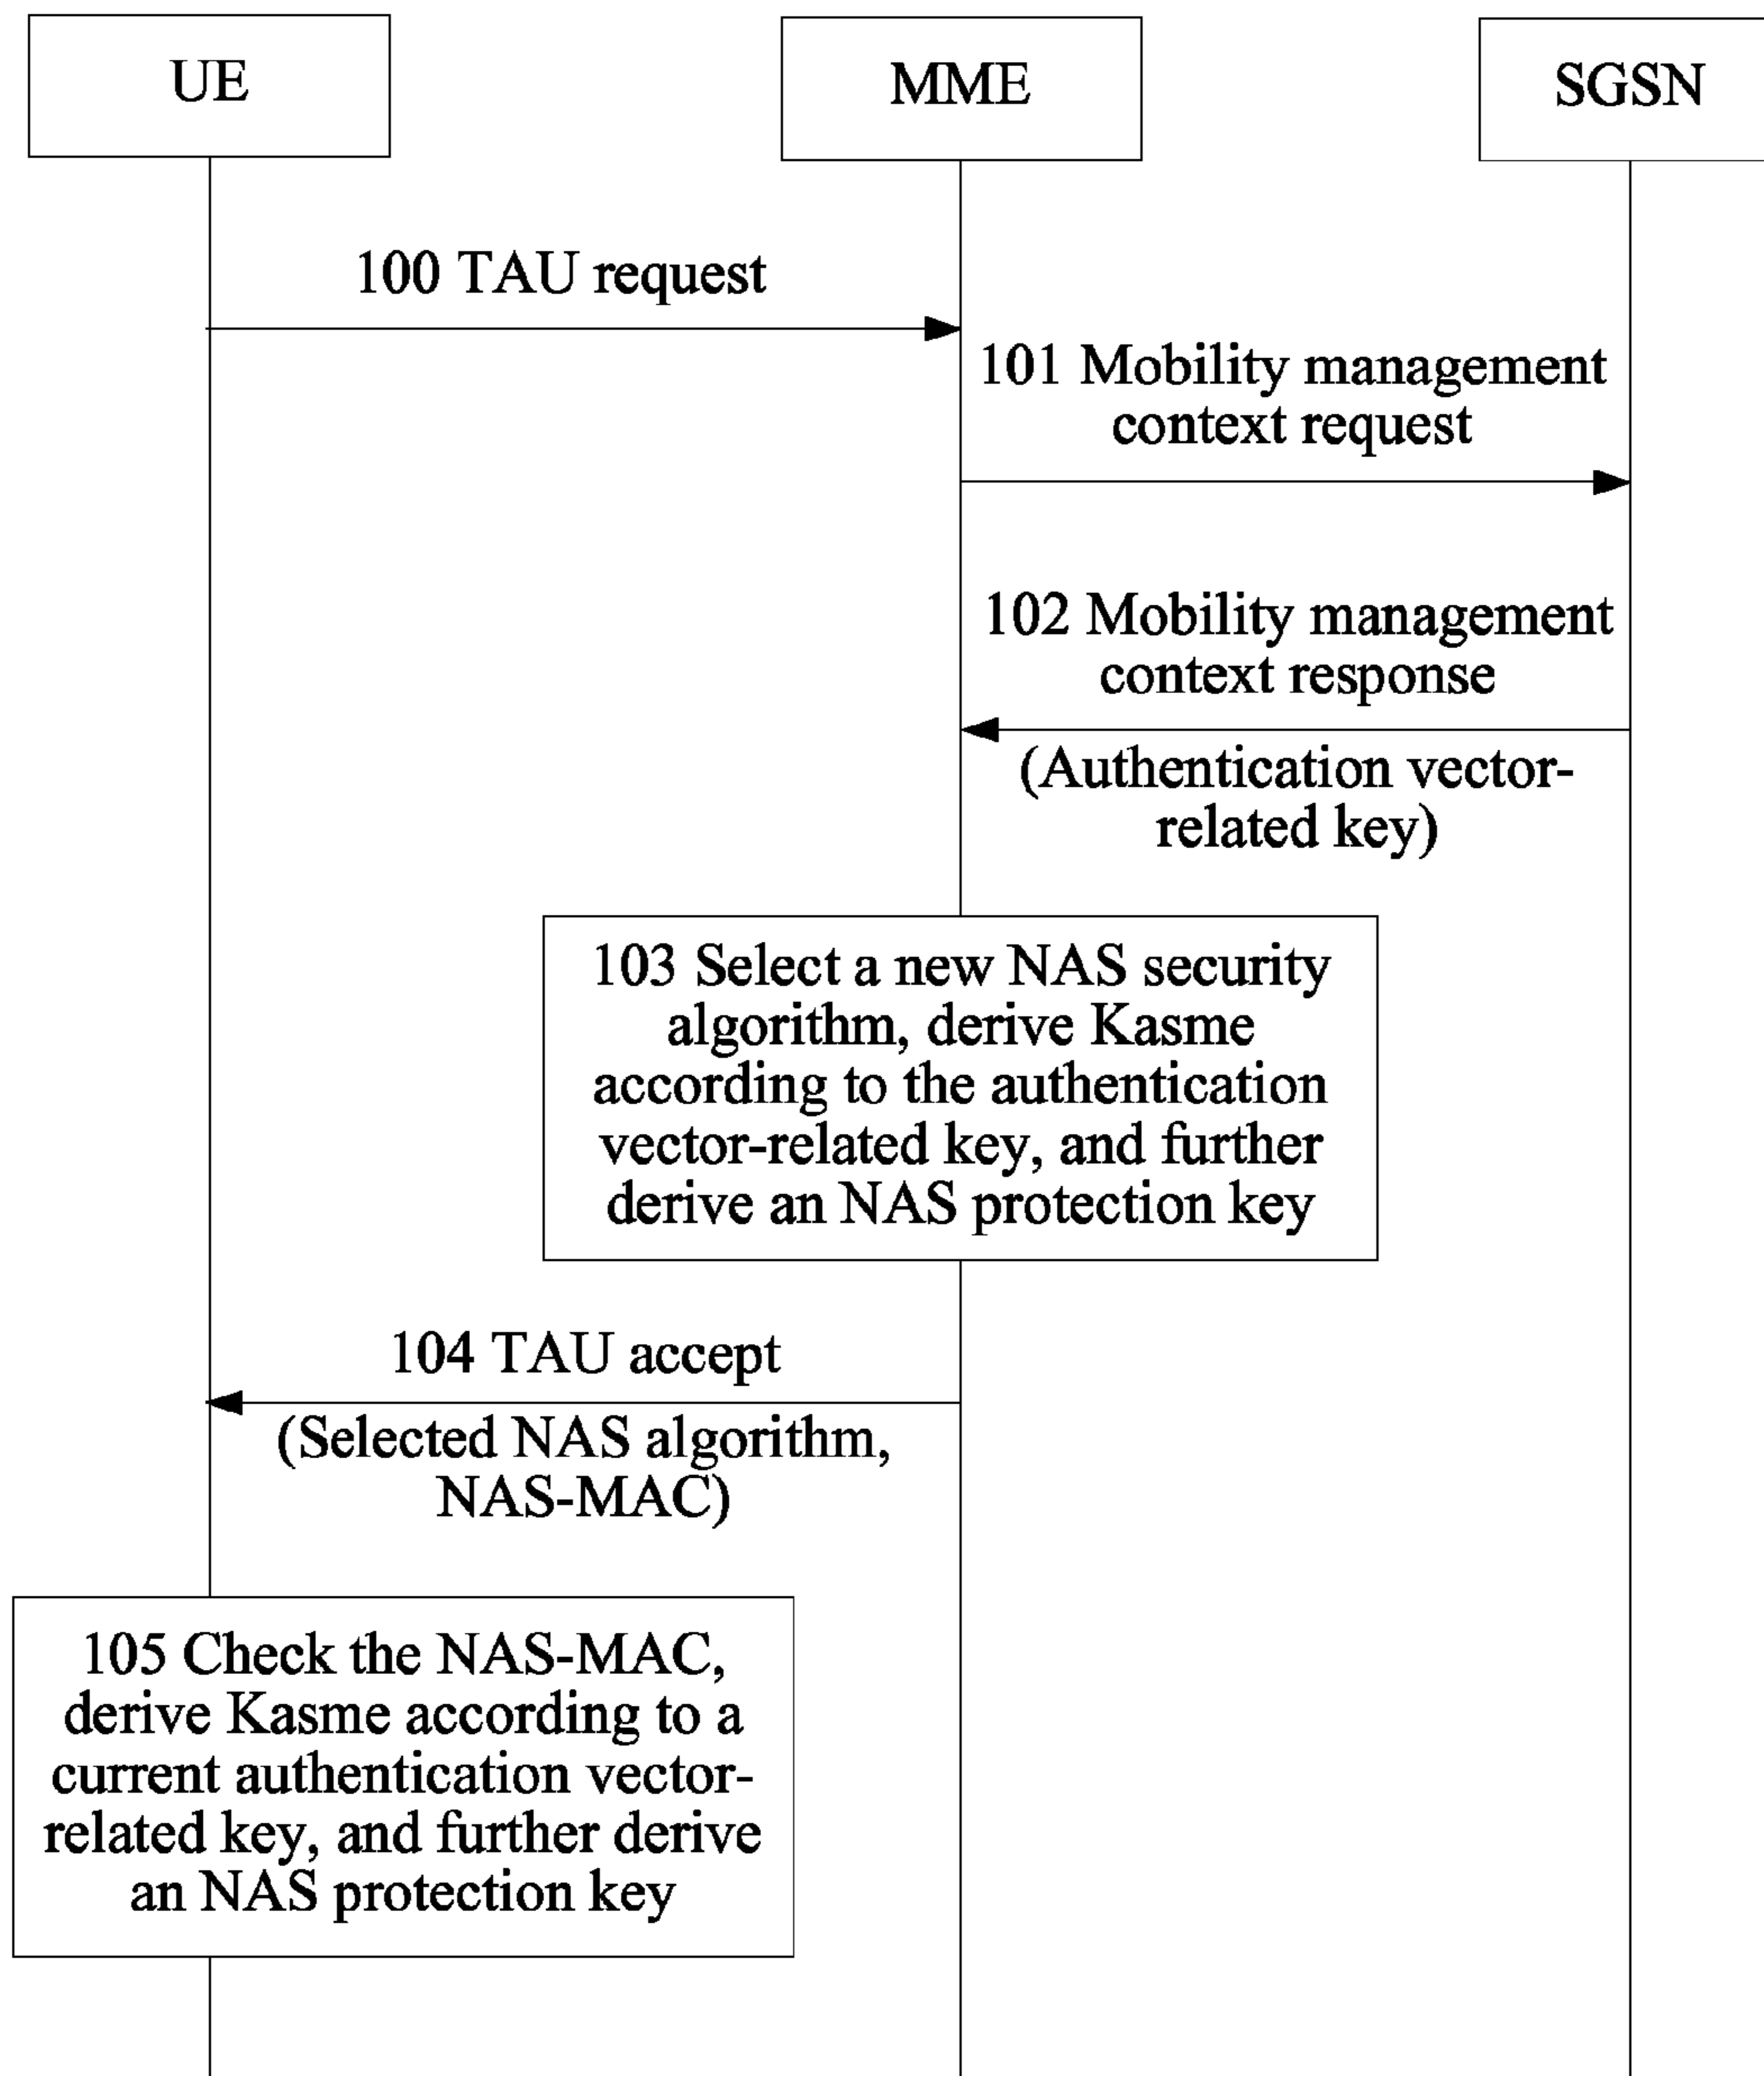 UE
MME
SGSN
100 TAU request
101 Mobility management
context request
102 Mobility management
context response
(Authentication vector-
related key)
103 Select a new NAS security
algorithm, derive Kasme
according to the authentication
vector-related key, and further
derive an NAS protection key
104 TAU accept
(Selected NAS algorithm,
NAS-MAC)
105 Check the NAS-MAC,
derive Kasme according to a
current authentication vector-
related key, and further derive
an NAS protection key